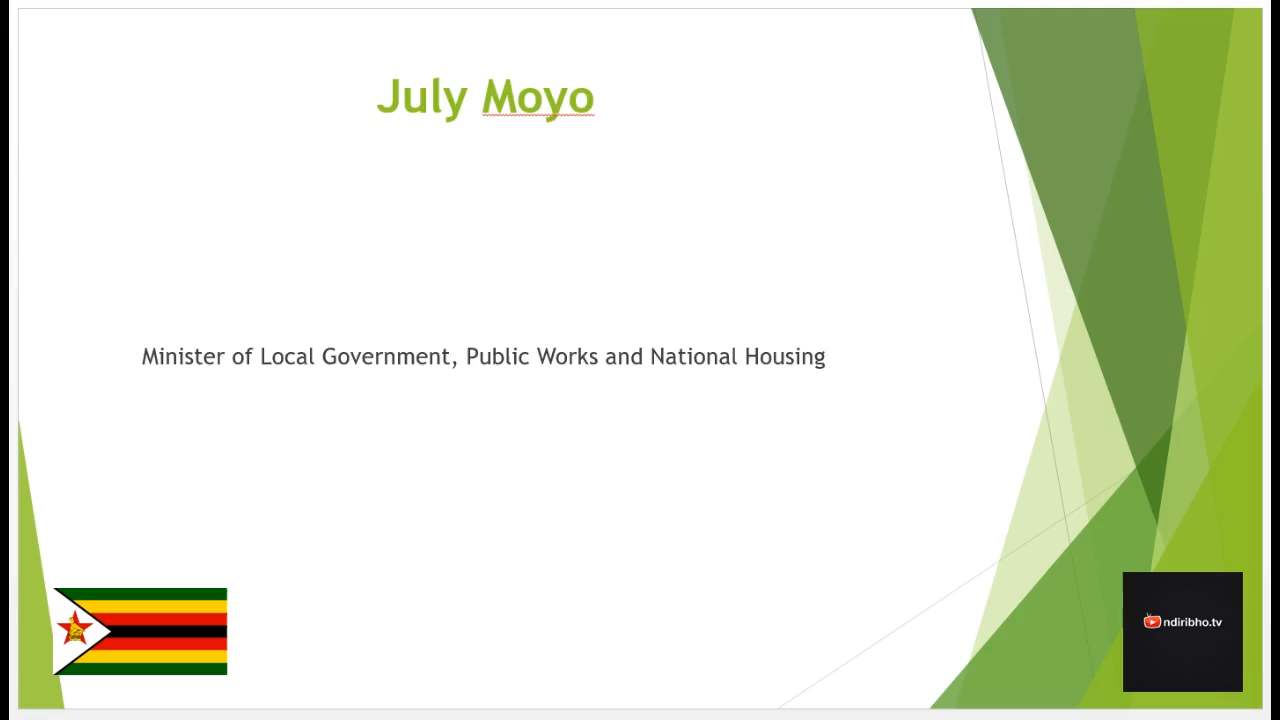 July Moyo
Minister of Local Government, Public Works and National Housing
ndiribho.tv